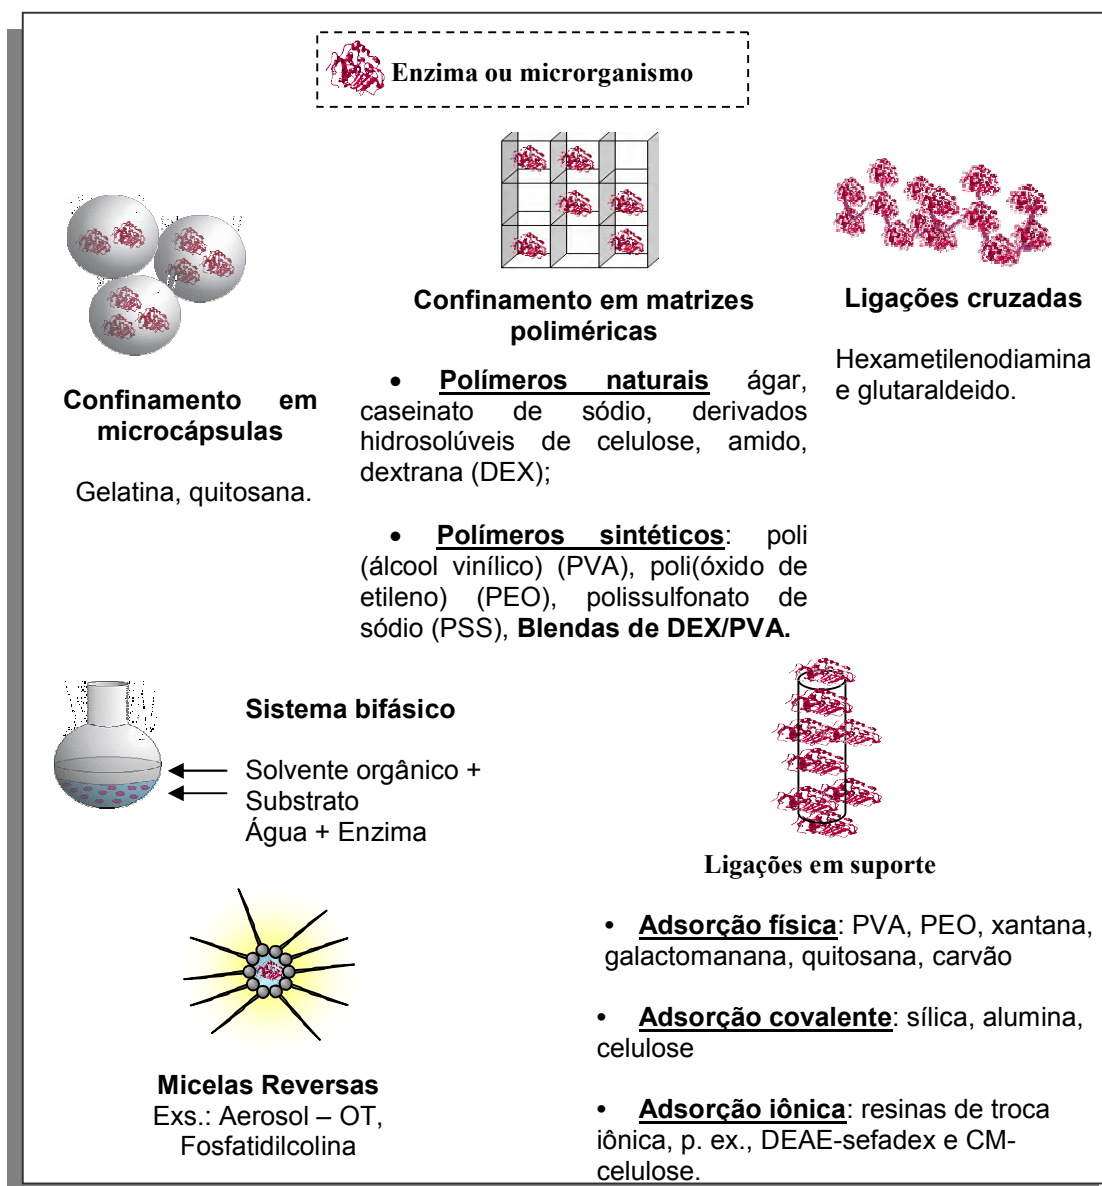 Enzima ou microrganismo
Confinamento em
microcápsulas
Gelatina, quitosana.
Confinamento em matrizes
poliméricas
• Polímeros naturais ágar,
caseinato de sódio, derivados
hidrosolúveis de celulose, amido,
dextrana (DEX);
• Polímeros sintéticos: poli
(álcool vinílico) (PVA), poli(óxido de
etileno) (PEO), polissulfonato de
sódio (PSS), Blendas de DEX/PVA.
Ligações cruzadas
Hexametilenodiamina
e glutaraldeido.
Sistema bifásico
Solvente orgânico +
Substrato
Água + Enzima
Micelas Reversas
Exs.: Aerosol – OT,
Fosfatidilcolina
Ligações em suporte
• Adsorção física: PVA, PEO, xantana,
galactomanana, quitosana, carvão
• Adsorção covalente: sílica, alumina,
celulose
• Adsorção iônica: resinas de troca
iônica, p. ex., DEAE-sefadex e CM-
celulose.